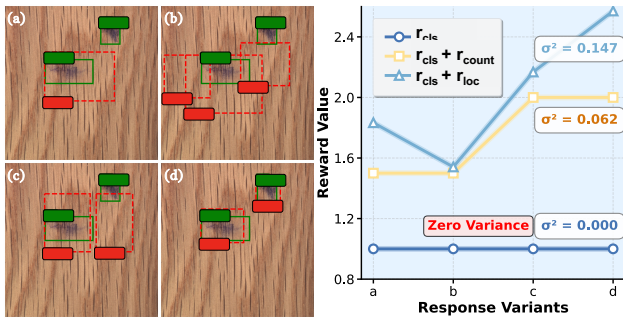 (a)
(b)
(c)
(d)
r_cls
r_cls + r_count
r_cls + r_loc
σ² = 0.147
σ² = 0.062
Zero Variance
σ² = 0.000
2.4
2.0
1.6
1.2
0.8
Reward Value
a
b
c
d
Response Variants